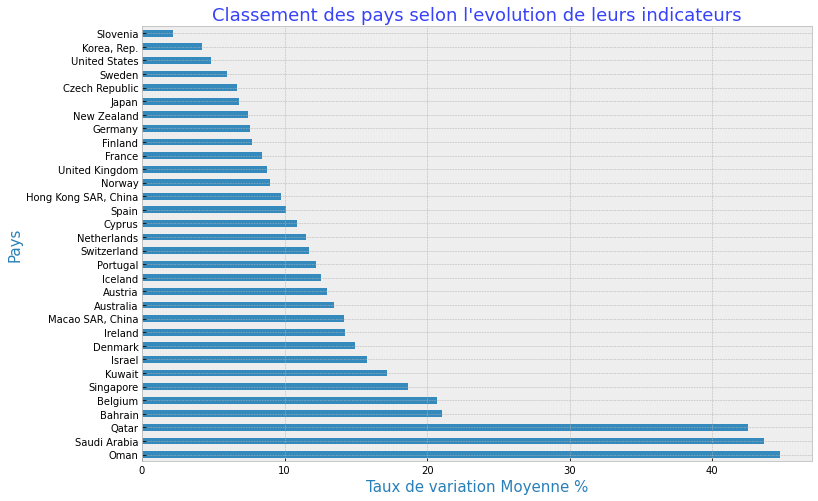 Classement des pays selon l'evolution de leurs indicateurs
Slovenia
Korea, Rep.
United States
Sweden
Czech Republic
Japan
New Zealand
Germany
Finland
France
United Kingdom
Norway
Hong Kong SAR, China
Spain
Cyprus
Netherlands
Switzerland
Portugal
Iceland
Austria
Australia
Macao SAR, China
Ireland
Denmark
Israel
Kuwait
Singapore
Belgium
Bahrain
Qatar
Saudi Arabia
Oman
Pays
0 10 20 30 40
Taux de variation Moyenne %